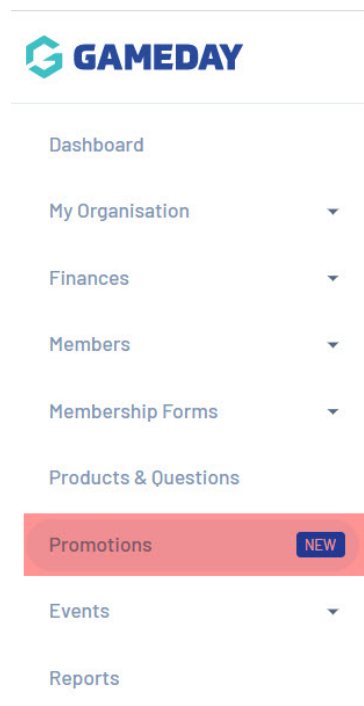 GAMEDAY
Dashboard
My Organisation
Finances
Members
Membership Forms
Products & Questions
Promotions NEW
Events
Reports